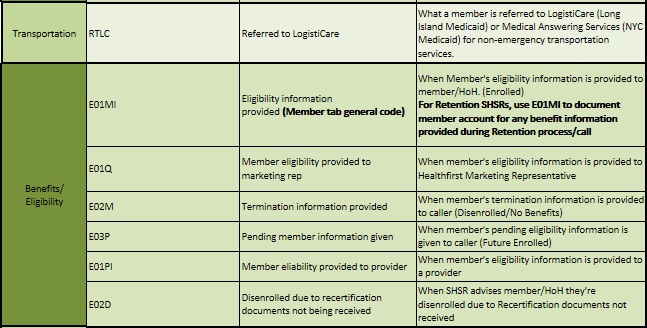 Transportation
RTLC
Referred to LogistiCare
What a member is referred to LogistiCare (Long
Island Medicaid) or Medical Answering Services (NYC
Medicaid) for non-emergency transportation
services.
Benefits/
Eligibility
E01MI
Eligibility information
provided (Member tab general code)
When Member's eligibility information is provided to
member/HoH. (Enrolled)
For Retention SHSRs, use E01MI to document
member account for any benefit information
provided during Retention process/call
E01Q
Member eligibility provided to
marketing rep
When member's eligibility information is provided to
Healthfirst Marketing Representative
E02M
Termination information provided
When member's termination information is provided
to caller (Disenrolled/No Benefits)
E03P
Pending member information given
When member's pending eligibility information is
given to caller (Future Enrolled)
E01PI
Member eliability provided to provider
When member's eligibility information is provided to
a provider
E02D
Disenrolled due to recertification
documents not being received
When SHSR advises member/HoH they're
disenrolled due to Recertification documents not
received